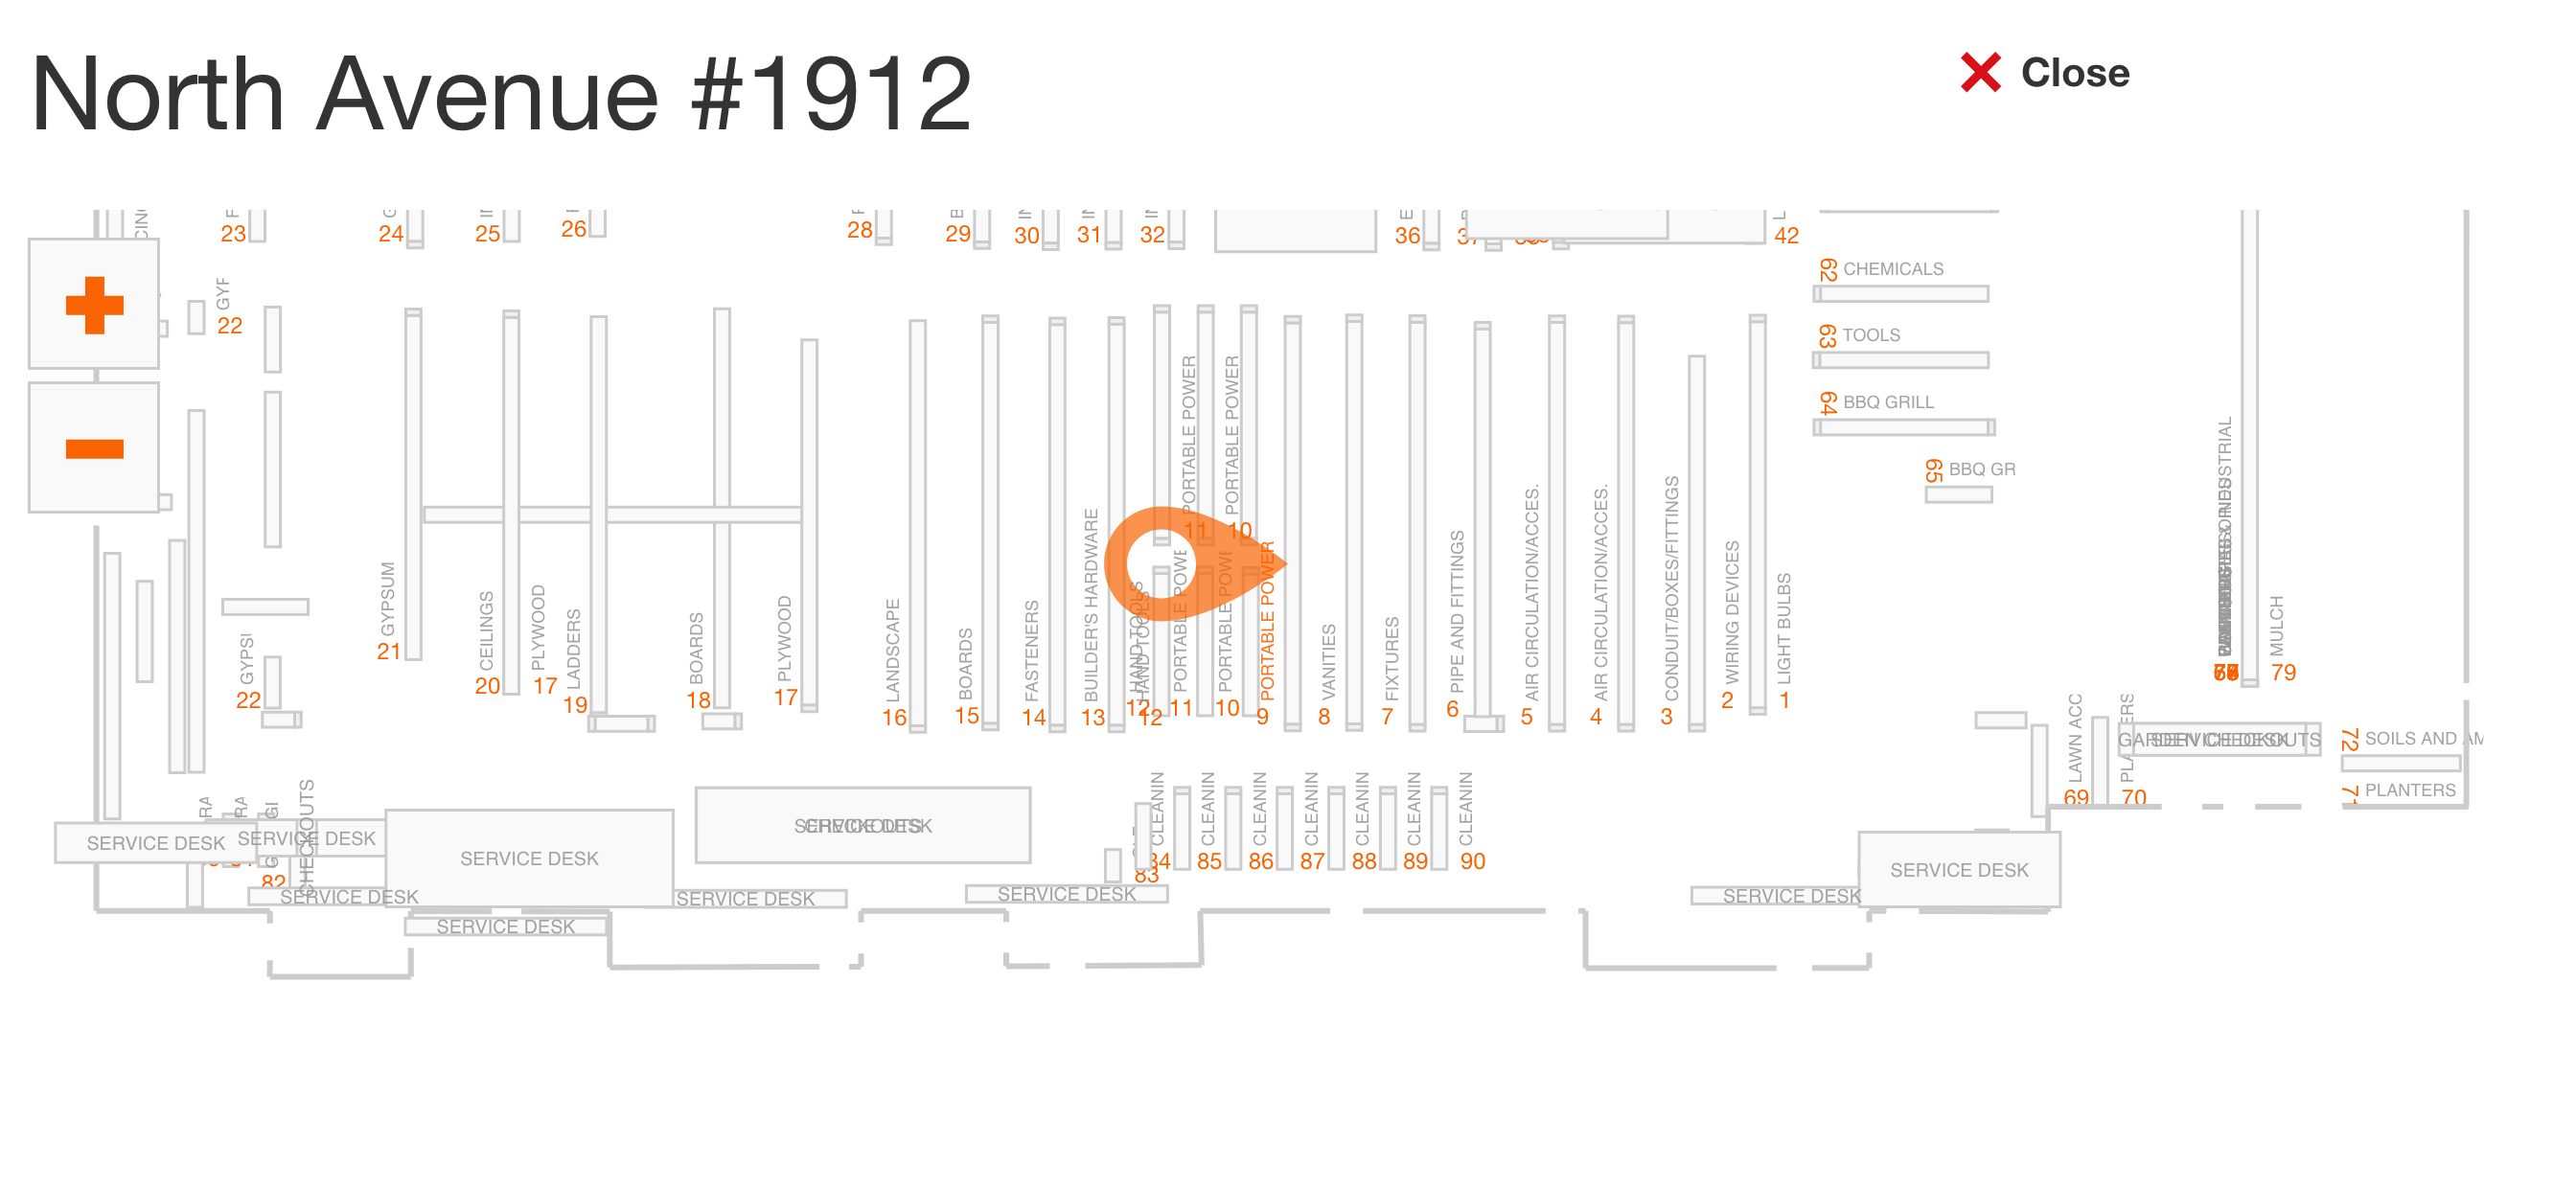 North Avenue #1912
Close
23
24
25
26
28
29
30
31
32
36
42
62 CHEMICALS
22
63 TOOLS
64 BBQ GRILL
65 BBQ GR
PORTABLE POWER
11
PORTABLE POWER
10
GYPSUM
21
CEILINGS
20
PLYWOOD
17
LADDERS
19
BOARDS
18
PLYWOOD
17
LANDSCAPE
16
BOARDS
15
FASTENERS
14
BUILDER'S HARDWARE
13
HAND TOOLS
12
HAND TOOLS
12
PORTABLE POWE
11
PORTABLE POWE
10
PORTABLE POWER
9
VANITIES
8
FIXTURES
7
PIPE AND FITTINGS
6
AIR CIRCULATION/ACCES.
5
AIR CIRCULATION/ACCES.
4
CONDUIT/BOXES/FITTINGS
3
WIRING DEVICES
2
LIGHT BULBS
1
MULCH
79
22
LAWN ACC
69
PLANTERS
70
GARDEN CHECKOUTS
SERVICE DESK
72 SOILS AND AM
PLANTERS
SERVICE DESK
SERVICE DESK
CHECKOUTS
82
SERVICE DESK
SERVICE DESK
SERVICE DESK
CHECKOUTS
SERVICE DESK
SERVICE DESK
SERVICE DESK
83
CLEANIN
84
CLEANIN
85
CLEANIN
86
CLEANIN
87
CLEANIN
88
CLEANIN
89
CLEANIN
90
SERVICE DESK
SERVICE DESK